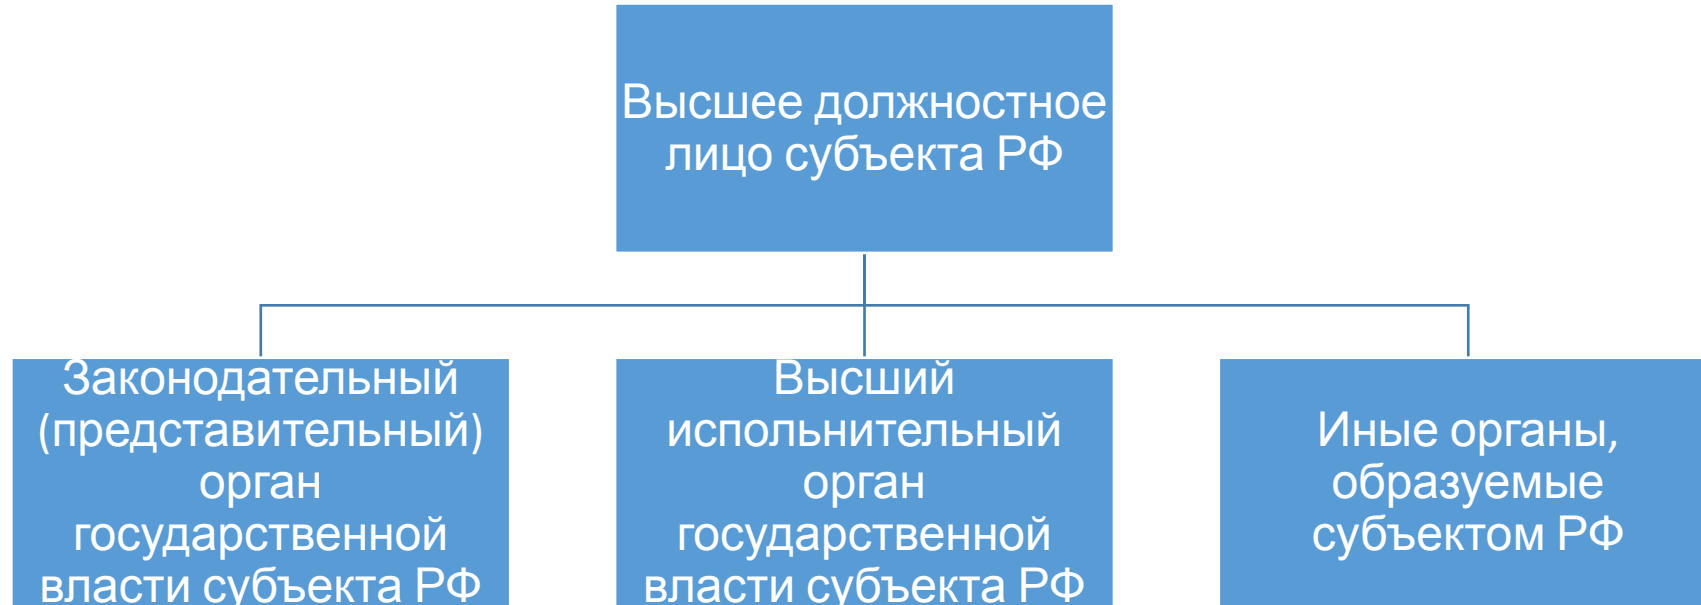 Высшее должностное
лицо субъекта РФ
Законодательный
(представительный)
орган
государственной
власти субъекта РФ
Высший
испольнительный
орган
государственной
власти субъекта РФ
Иные органы,
образуемые
субъектом РФ